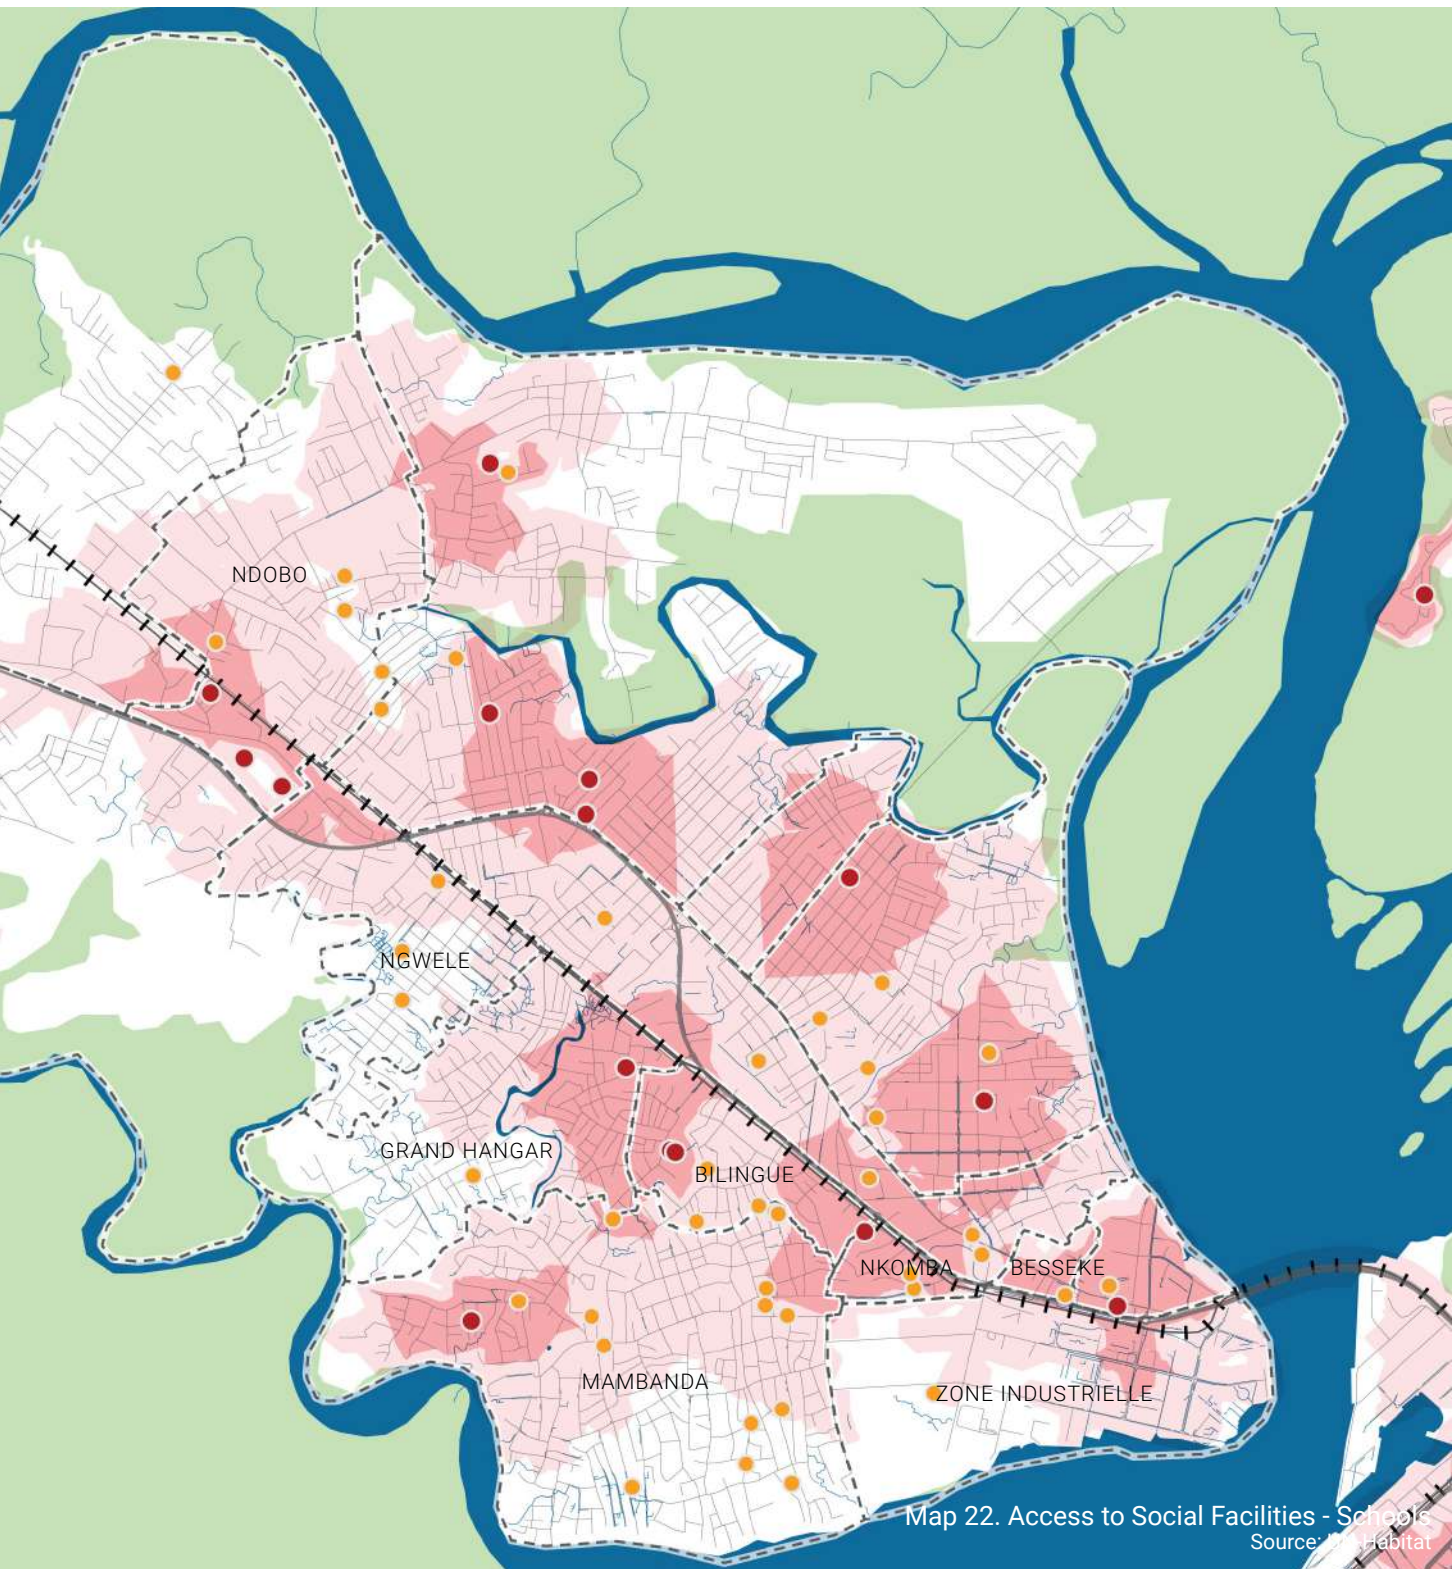 NDOBO
NGWELE
GRAND HANGAR
BILINGUE
NKOMBA
BESSEKE
MAMBANDA
ZONE INDUSTRIELLE
Map 22. Access to Social Facilities - Schools
Source: Habitat